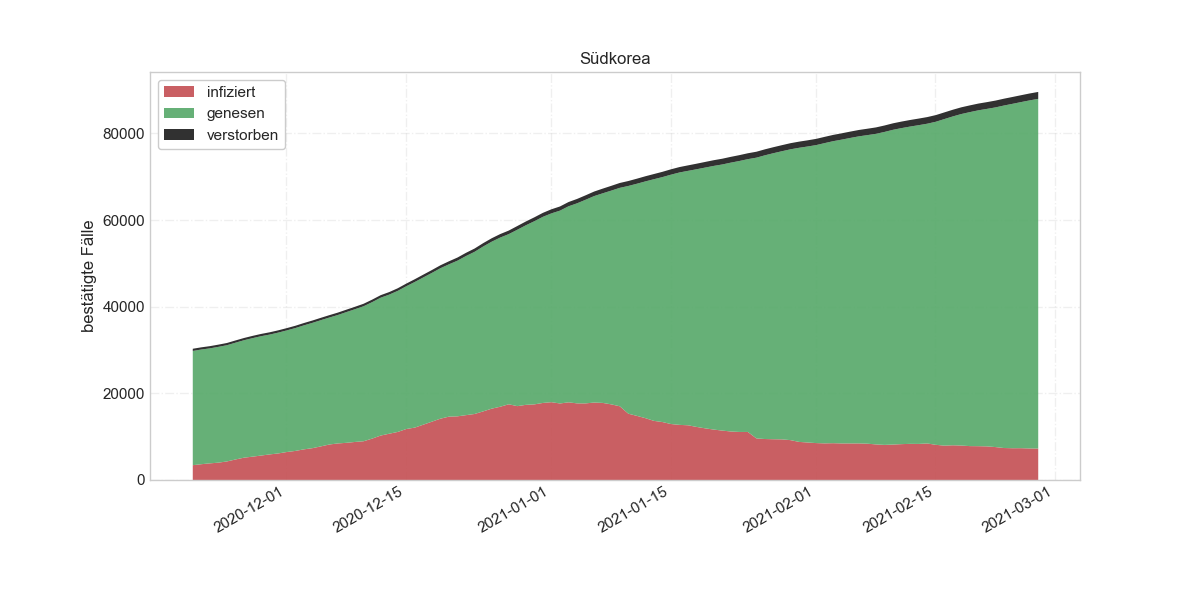 Südkorea
infiziert
genesen
verstorben
bestätigte Fälle
80000
60000
40000
20000
0
2020-12-01
2020-12-15
2021-01-01
2021-01-15
2021-02-01
2021-02-15
2021-03-01